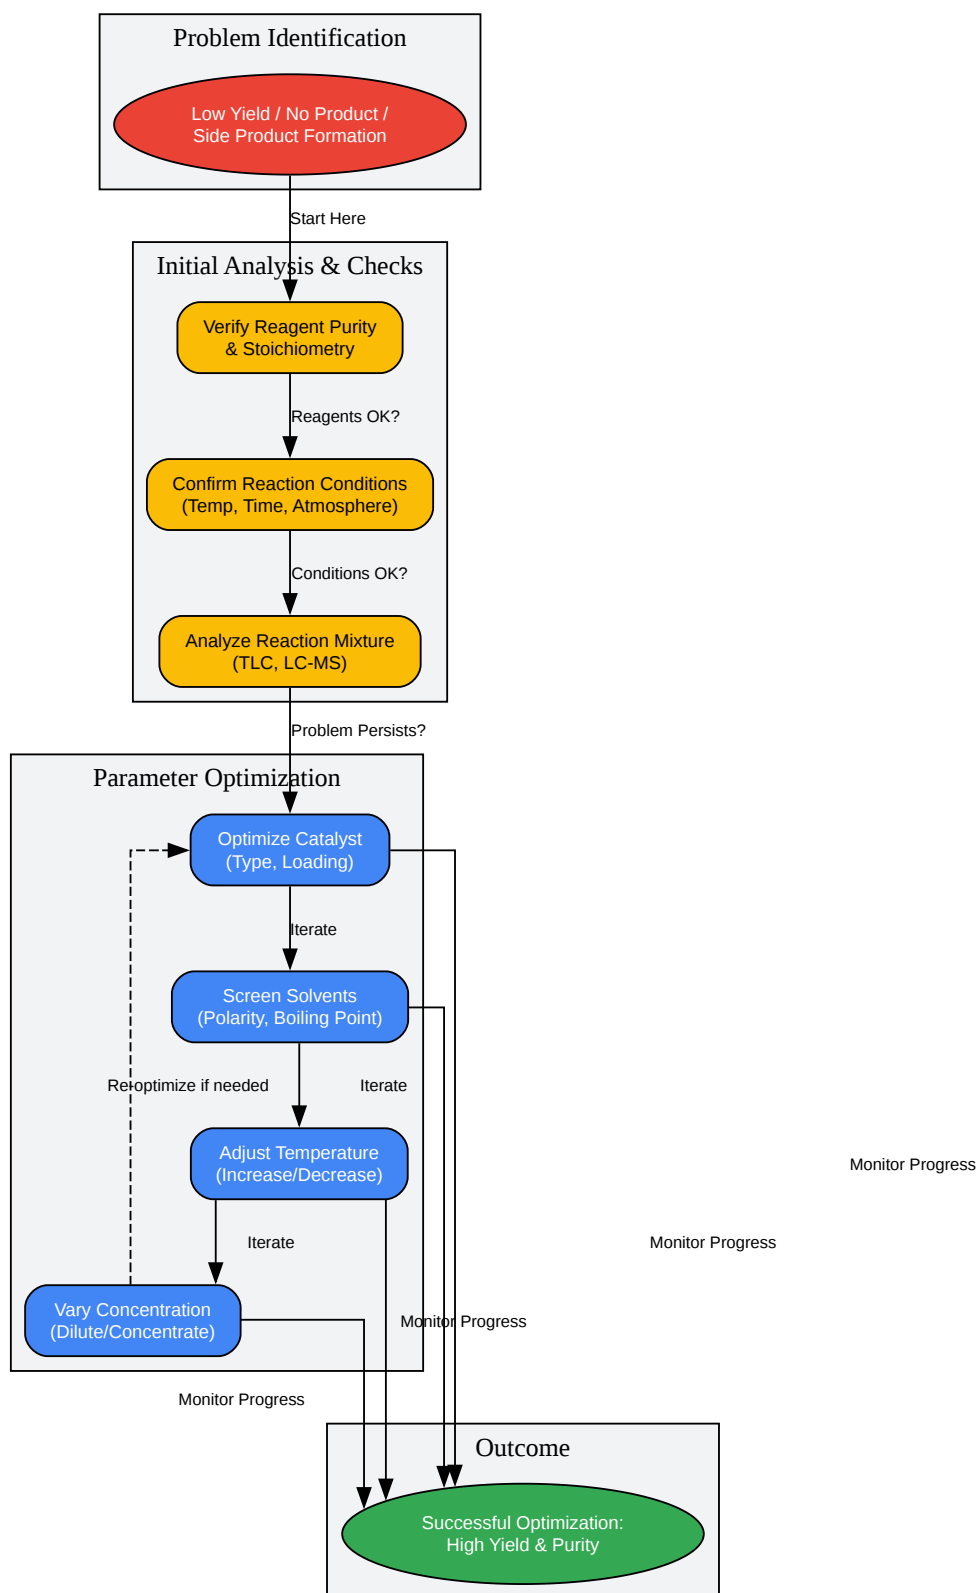 Problem Identification
Low Yield / No Product /
Side Product Formation
Start Here
Initial Analysis & Checks
Verify Reagent Purity
& Stoichiometry
Reagents OK?
Confirm Reaction Conditions
(Temp, Time, Atmosphere)
Conditions OK?
Analyze Reaction Mixture
(TLC, LC-MS)
Problem Persists?
Parameter Optimization
Optimize Catalyst
(Type, Loading)
Iterate
Screen Solvents
(Polarity, Boiling Point)
Re-optimize if needed
Iterate
Adjust Temperature
(Increase/Decrease)
Monitor Progress
Iterate
Monitor Progress
Vary Concentration
(Dilute/Concentrate)
Monitor Progress
Monitor Progress
Outcome
Successful Optimization:
High Yield & Purity